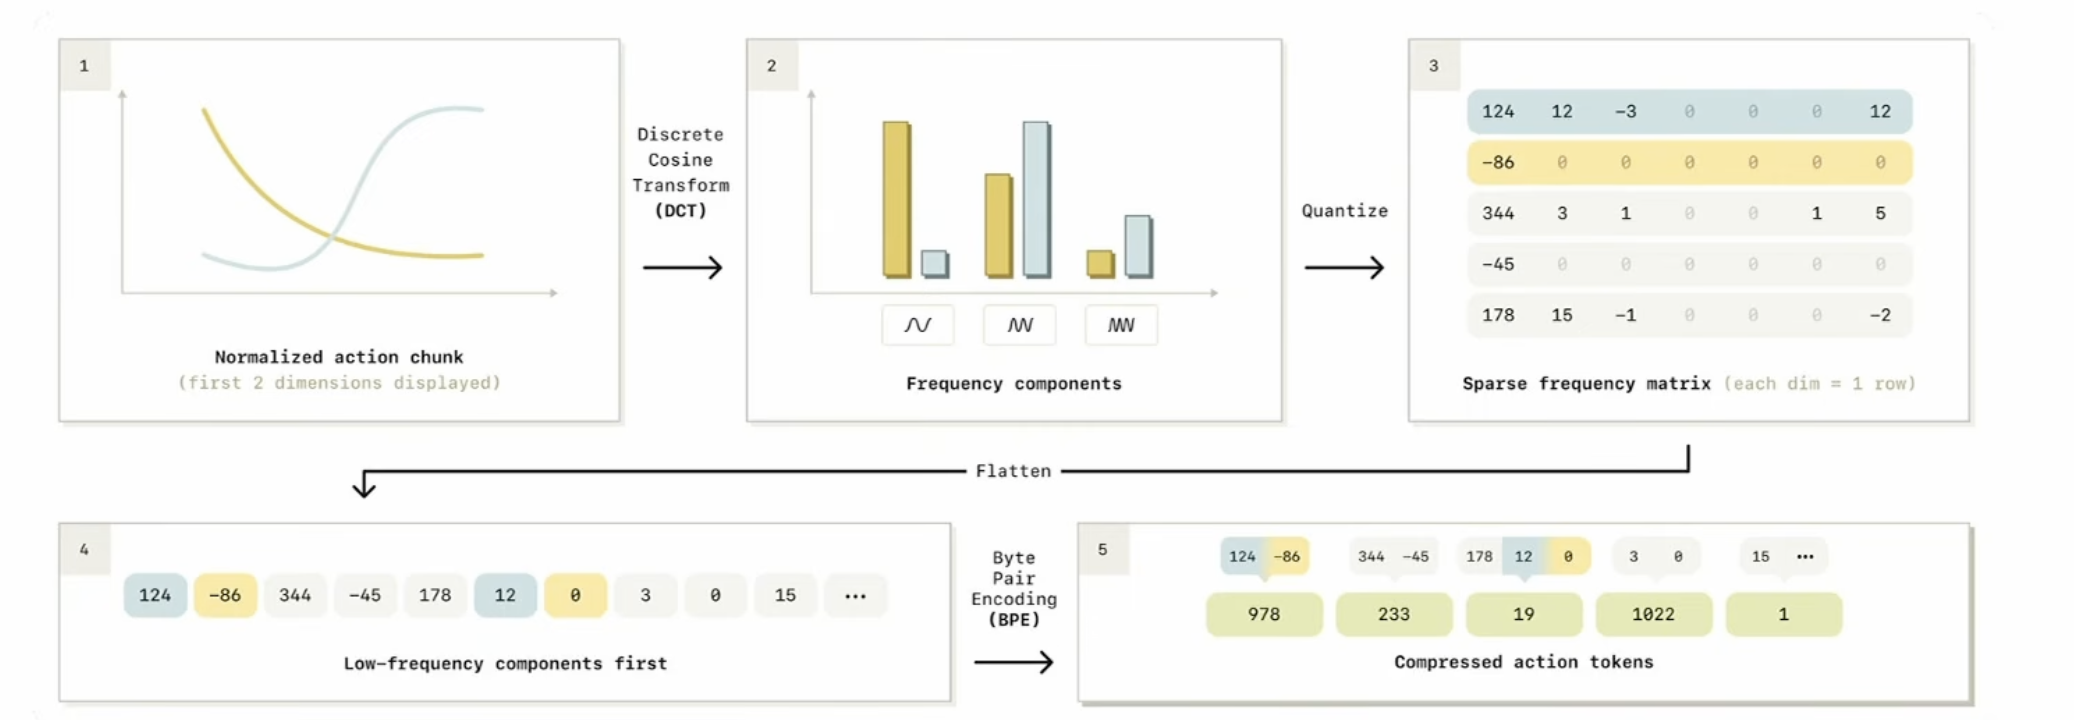 1
Normalized action chunk
(first 2 dimensions displayed)
Discrete
Cosine
Transform
(DCT)
2
Frequency components
Quantize
3
124 12 −3 0 0 0 12
−86 0 0 0 0 0 0
344 3 1 0 0 1 5
−45 0 0 0 0 0 0
178 15 −1 0 0 0 −2
Sparse frequency matrix (each dim = 1 row)
Flatten
4
124 −86 344 −45 178 12 0 3 0 15 ...
Low−frequency components first
Byte
Pair
Encoding
(BPE)
5
124 −86 344 −45 178 12 0 3 0 15 ...
978 233 19 1022 1
Compressed action tokens